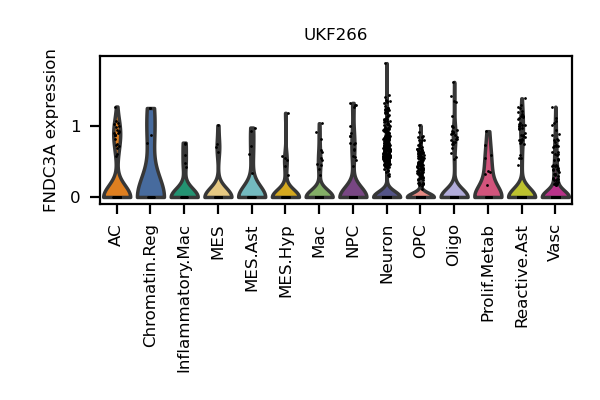 UKF266
FNDC3A expression
1
0
AC
Chromatin.Reg
Inflammatory.Mac
MES
MES.Ast
MES.Hyp
Mac
NPC
Neuron
OPC
Oligo
Prolif.Metab
Reactive.Ast
Vasc